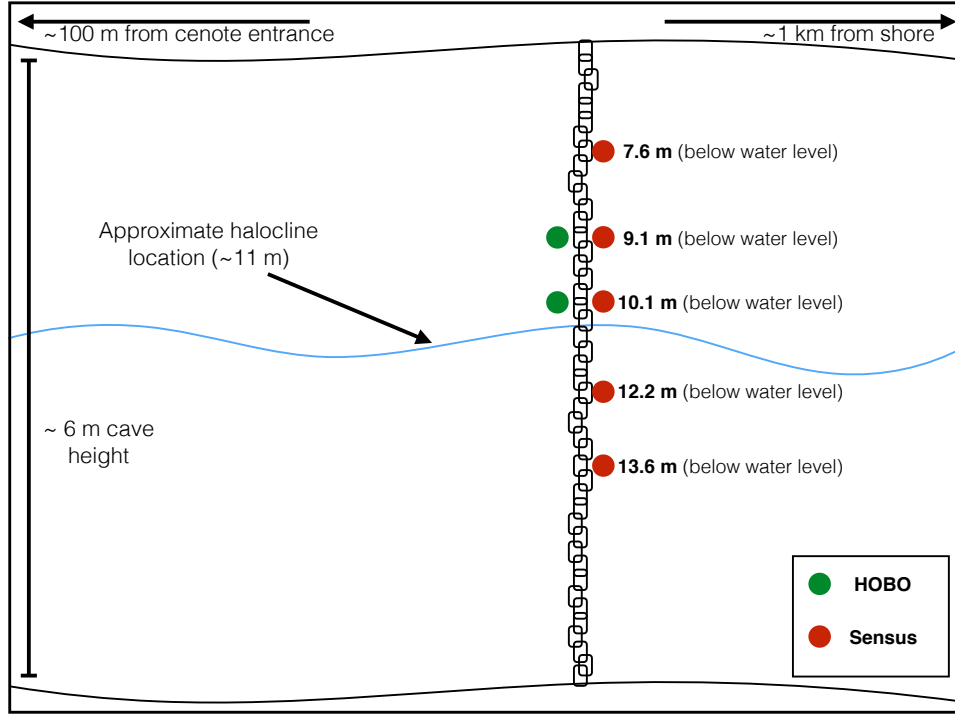 ~100 m from cenote entrance
~1 km from shore
7.6 m (below water level)
Approximate halocline
location (~11 m)
9.1 m (below water level)
10.1 m (below water level)
12.2 m (below water level)
~ 6 m cave
height
13.6 m (below water level)
HOBO
Sensus